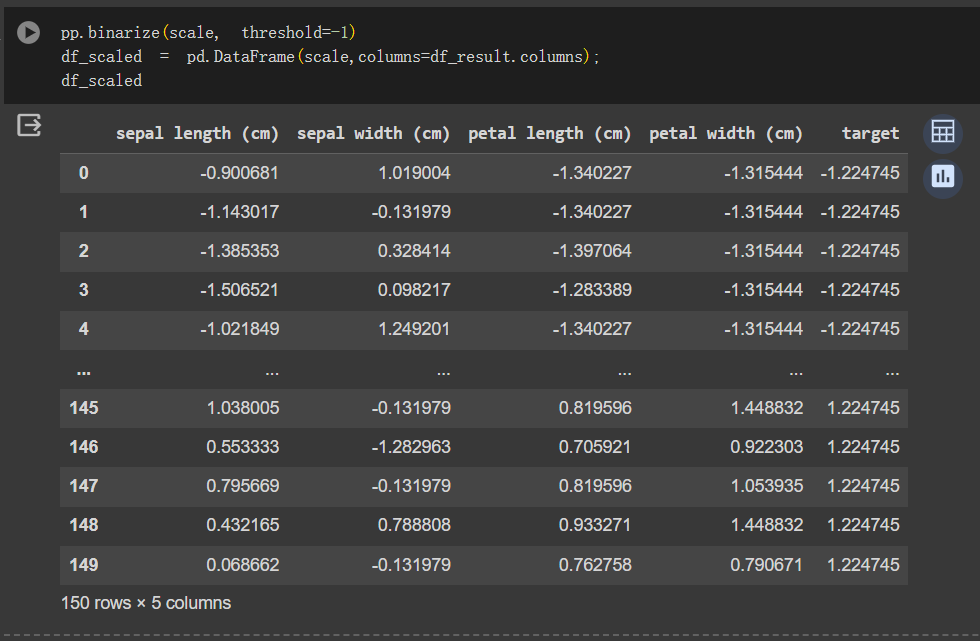 pp.binarize(scale, threshold=-1)
df_scaled = pd.DataFrame(scale,columns=df_result.columns);
df_scaled
sepal length (cm) sepal width (cm) petal length (cm) petal width (cm) target
0 -0.900681 1.019004 -1.340227 -1.315444 -1.224745
1 -1.143017 -0.131979 -1.340227 -1.315444 -1.224745
2 -1.385353 0.328414 -1.397064 -1.315444 -1.224745
3 -1.506521 0.098217 -1.283389 -1.315444 -1.224745
4 -1.021849 1.249201 -1.340227 -1.315444 -1.224745
... ... ... ... ... ...
145 1.038005 -0.131979 0.819596 1.448832 1.224745
146 0.553333 -1.282963 0.705921 0.922303 1.224745
147 0.795669 -0.131979 0.819596 1.053935 1.224745
148 0.432165 0.788808 0.933271 1.448832 1.224745
149 0.068662 -0.131979 0.762758 0.790671 1.224745
150 rows × 5 columns